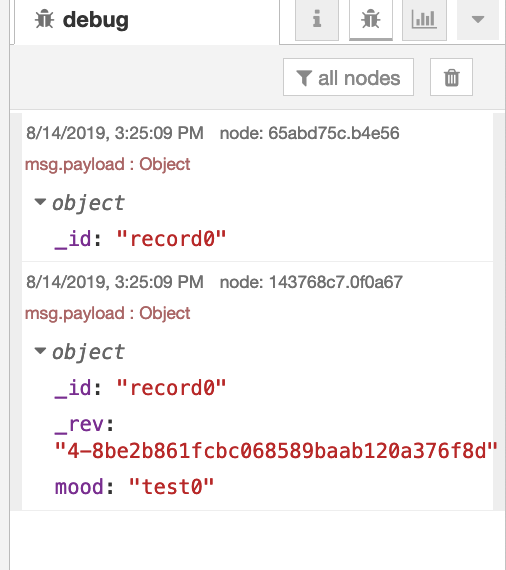 debug
all nodes
8/14/2019, 3:25:09 PM node: 65abd75c.b4e56
msg.payload : Object
object
_id: "record0"
8/14/2019, 3:25:09 PM node: 143768c7.0f0a67
msg.payload : Object
object
_id: "record0"
_rev:
"4-8be2b861fcbc068589baab120a376f8d"
mood: "test0"